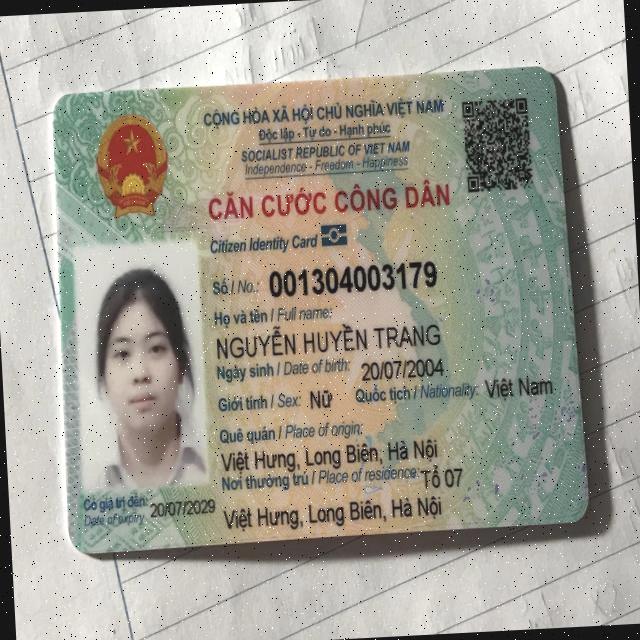 CỘNG HÒA XÃ HỘI CHỦ NGHĨA VIỆT NAM
Độc lập - Tự do - Hạnh phúc
SOCIALIST REPUBLIC OF VIET NAM
Independence - Freedom - Happiness
CĂN CƯỚC CÔNG DÂN
Citizen Identity Card
Số / No.: 001304003179
Họ và tên / Full name:
NGUYỄN HUYỀN TRANG
Ngày sinh / Date of birth: 20/07/2004
Giới tính / Sex: Nữ Quốc tịch / Nationality: Việt Nam
Quê quán / Place of origin:
Việt Hưng, Long Biên, Hà Nội
Nơi thường trú / Place of residence: Tổ 07
Việt Hưng, Long Biên, Hà Nội
Có giá trị đến: 20/07/2029
Date of expiry